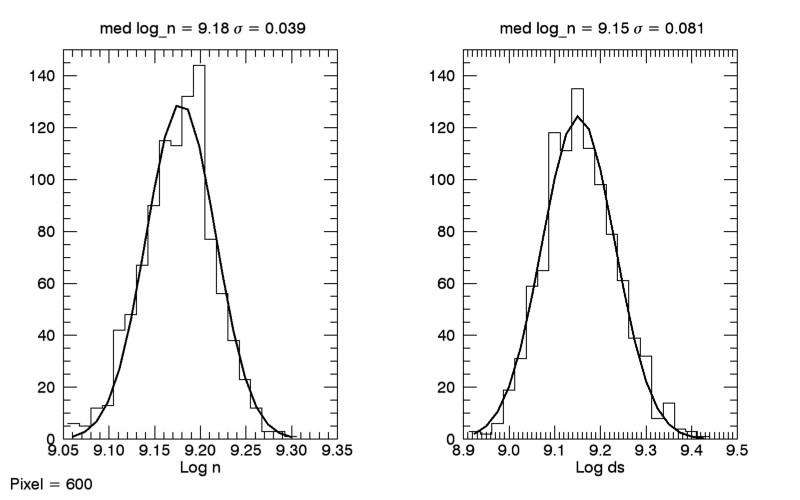 med log_n = 9.18 σ = 0.039
140
120
100
80
60
40
20
0
9.05 9.10 9.15 9.20 9.25 9.30 9.35
Log n
med log_n = 9.15 σ = 0.081
140
120
100
80
60
40
20
0
8.9 9.0 9.1 9.2 9.3 9.4 9.5
Log ds
Pixel = 600